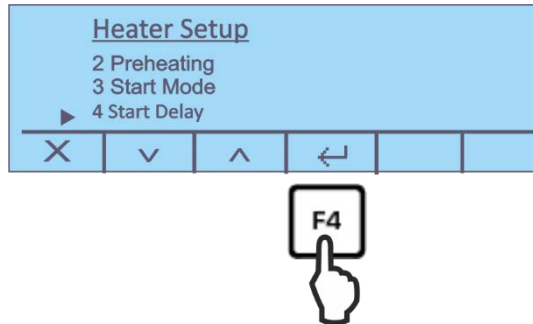 Heater Setup
2 Preheating
3 Start Mode
4 Start Delay
F4